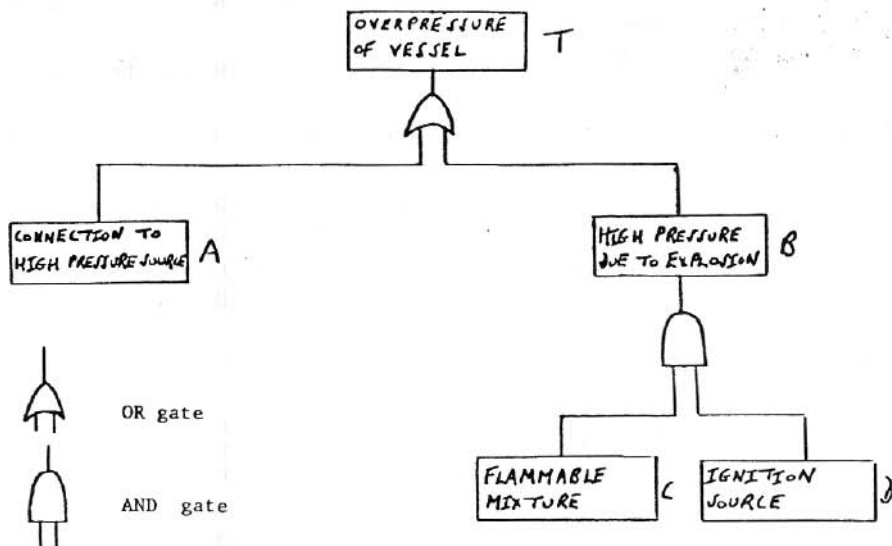 OVERPRESSURE
OF VESSEL
T
CONNECTION TO
HIGH PRESSURE SOURCE
A
HIGH PRESSURE
DUE TO EXPLOSION
B
OR gate
AND gate
FLAMMABLE
MIXTURE
C
IGNITION
SOURCE
D